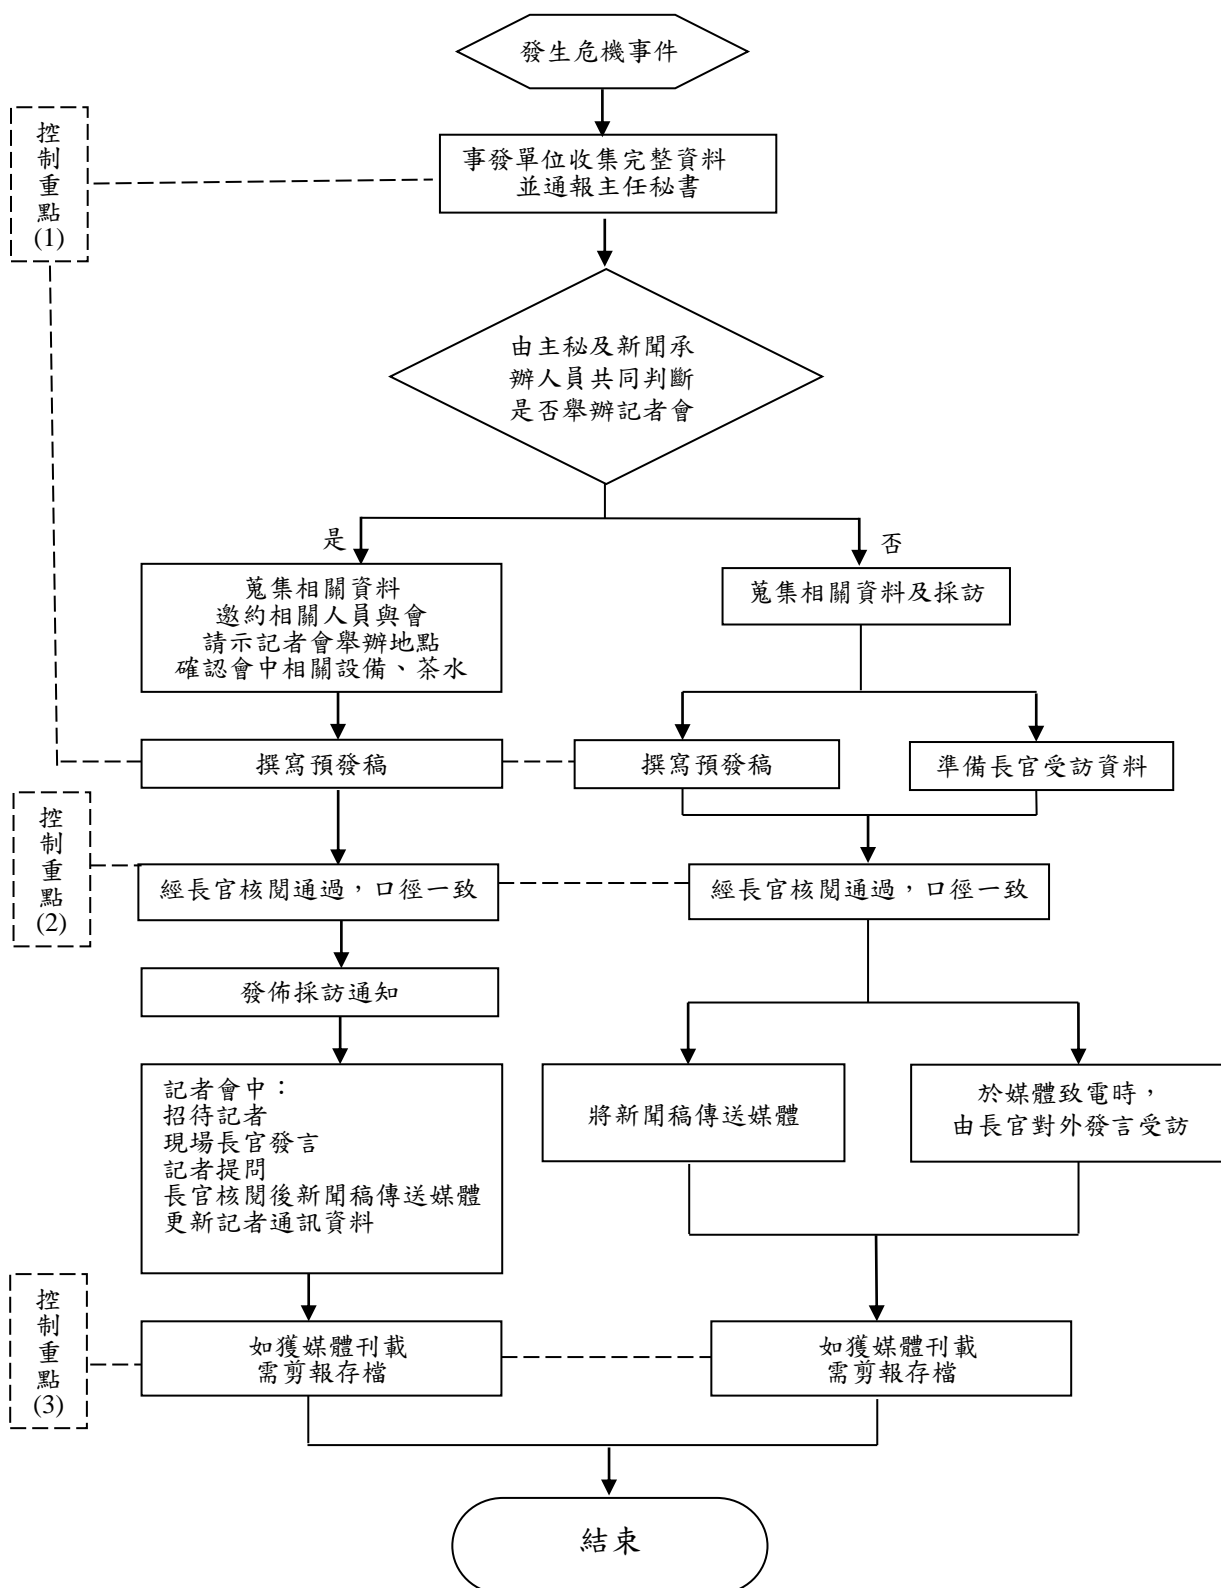 發生危機事件
控
制
重
點
(1)
事發單位收集完整資料
並通報主任秘書
由主秘及新聞承
辦人員共同判斷
是否舉辦記者會
是
否
蒐集相關資料
邀約相關人員與會
請示記者會舉辦地點
確認會中相關設備、茶水
蒐集相關資料及採訪
撰寫預發稿
撰寫預發稿
準備長官受訪資料
控
制
重
點
(2)
經長官核閱通過，口徑一致
經長官核閱通過，口徑一致
發佈採訪通知
記者會中：
招待記者
現場長官發言
記者提問
長官核閱後新聞稿傳送媒體
更新記者通訊資料
將新聞稿傳送媒體
於媒體致電時，
由長官對外發言受訪
控
制
重
點
(3)
如獲媒體刊載
需剪報存檔
如獲媒體刊載
需剪報存檔
結束